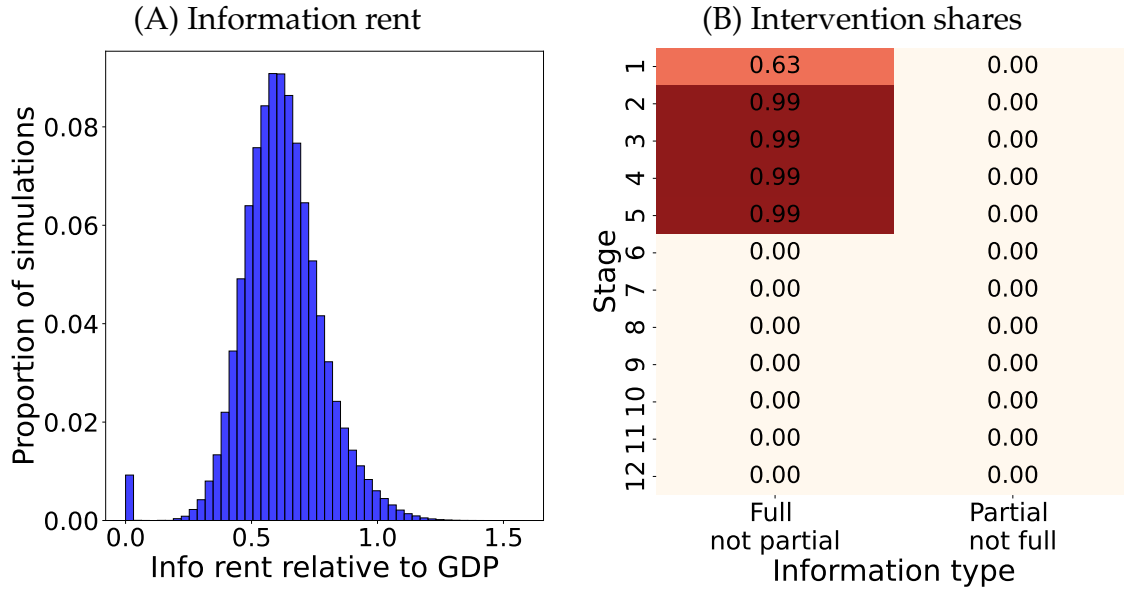 (A) Information rent
Proportion of simulations
0.08
0.06
0.04
0.02
0.00
0.0 0.5 1.0 1.5
Info rent relative to GDP
(B) Intervention shares
Stage
1 0.63 0.00
2 0.99 0.00
3 0.99 0.00
4 0.99 0.00
5 0.99 0.00
6 0.00 0.00
7 0.00 0.00
8 0.00 0.00
9 0.00 0.00
10 0.00 0.00
11 0.00 0.00
12 0.00 0.00
Full Partial
not partial not full
Information type